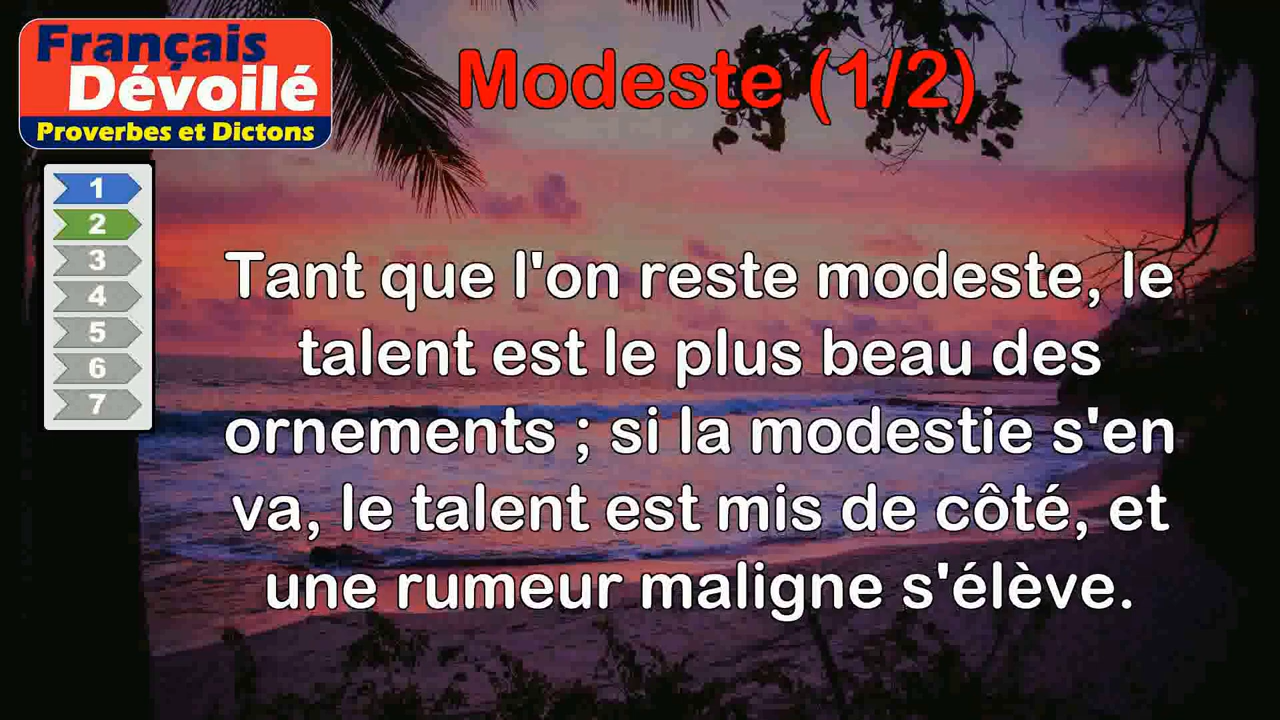 Français
Dévoilé
Proverbes et Dictons
Modeste (1/2)
1
2
3
4
5
6
7
Tant que l'on reste modeste, le
talent est le plus beau des
ornements ; si la modestie s'en
va, le talent est mis de côté, et
une rumeur maligne s'élève.